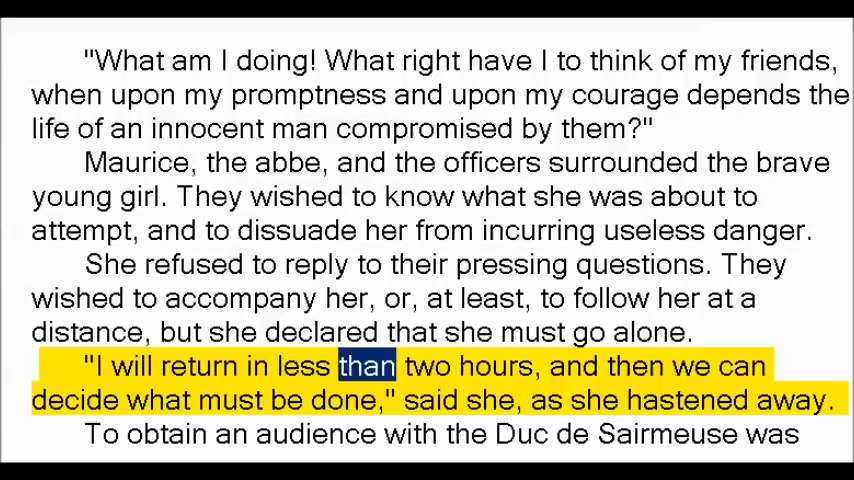 "What am I doing! What right have I to think of my friends,
when upon my promptness and upon my courage depends the
life of an innocent man compromised by them?"
Maurice, the abbe, and the officers surrounded the brave
young girl. They wished to know what she was about to
attempt, and to dissuade her from incurring useless danger.
She refused to reply to their pressing questions. They
wished to accompany her, or, at least, to follow her at a
distance, but she declared that she must go alone.
"I will return in less than two hours, and then we can
decide what must be done," said she, as she hastened away.
To obtain an audience with the Duc de Sairmeuse was